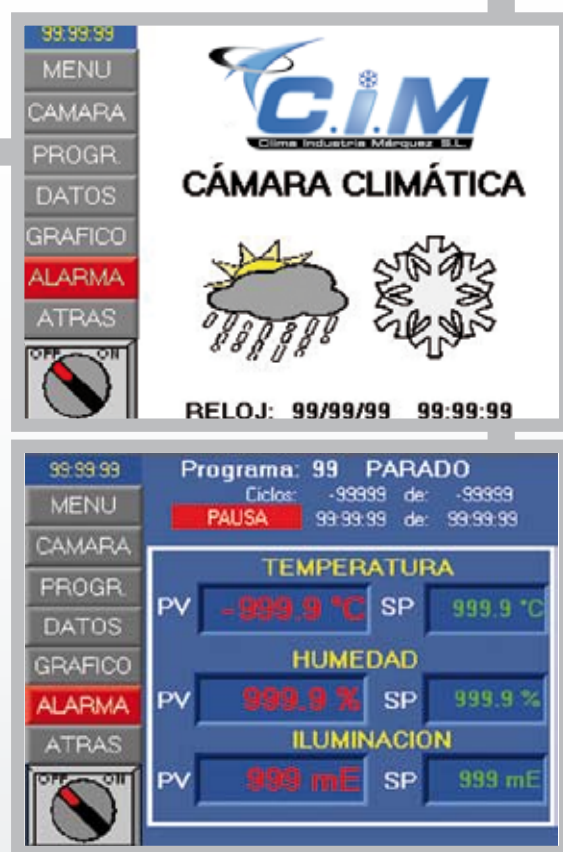 99:99:99
MENU
CAMARA
PROGR.
DATOS
GRAFICO
ALARMA
ATRAS
OFF ON
C.i.M
Clima Industria Márquez S.L.
CÁMARA CLIMÁTICA
RELOJ: 99/99/99 99:99:99
99:99:99
MENU
CAMARA
PROGR.
DATOS
GRAFICO
ALARMA
ATRAS
OFF ON
Programa: 99 PARADO
Ciclos: -99999 de: -99999
PAUSA 99:99:99 de: 99:99:99
TEMPERATURA
PV -999.9 °C SP 999.9 °C
HUMEDAD
PV 999.9 % SP 999.9 %
ILUMINACION
PV 999 mE SP 999 mE